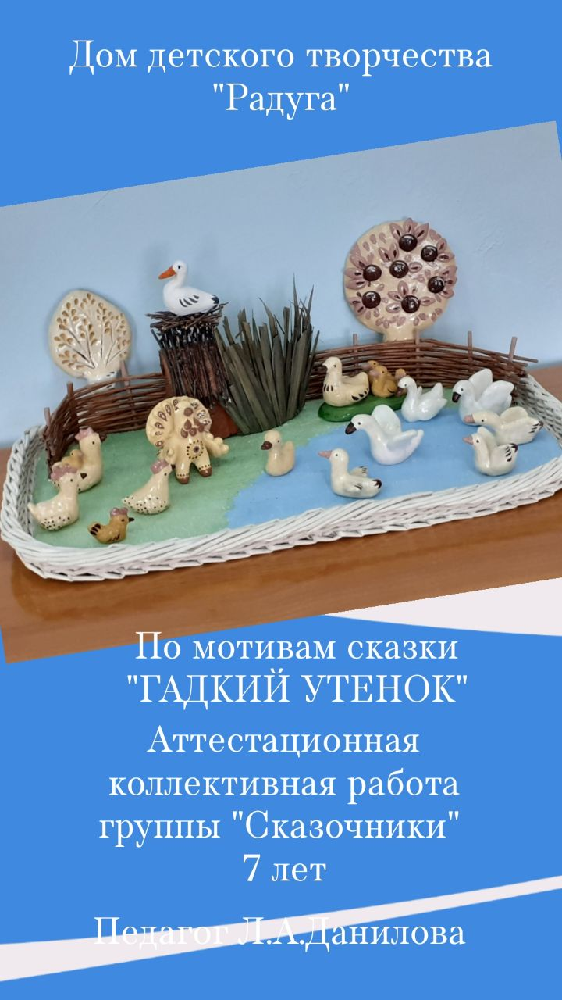 Дом детского творчества
"Радуга"
По мотивам сказки
"ГАДКИЙ УТЕНОК"
Аттестационная
коллективная работа
группы "Сказочники"
7 лет
Педагог Л.А.Данилова